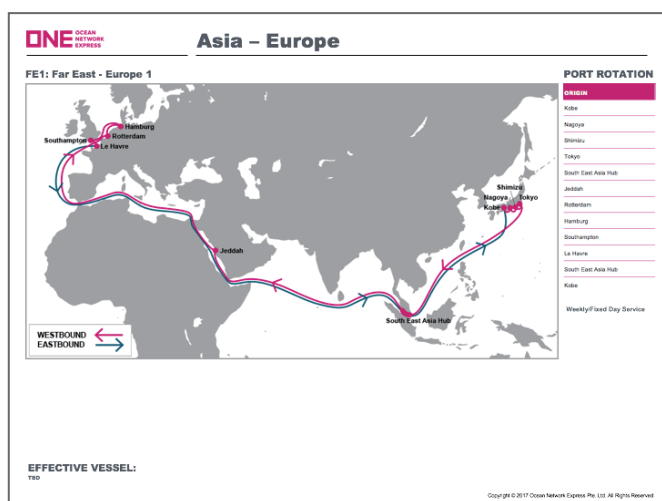 ONE OCEAN NETWORK EXPRESS
Asia – Europe
FE1: Far East - Europe 1
PORT ROTATION
ORIGIN
Kobe
Nagoya
Shimizu
Tokyo
South East Asia Hub
Jeddah
Rotterdam
Hamburg
Southampton
Le Havre
South East Asia Hub
Kobe
Weekly/Fixed Day Service
Hamburg
Rotterdam
Southampton
Le Havre
Shimizu
Nagoya
Tokyo
Kobe
Jeddah
South East Asia Hub
WESTBOUND
EASTBOUND
EFFECTIVE VESSEL:
TBD
Copyright © 2017 Ocean Network Express Pte. Ltd. All Rights Reserved